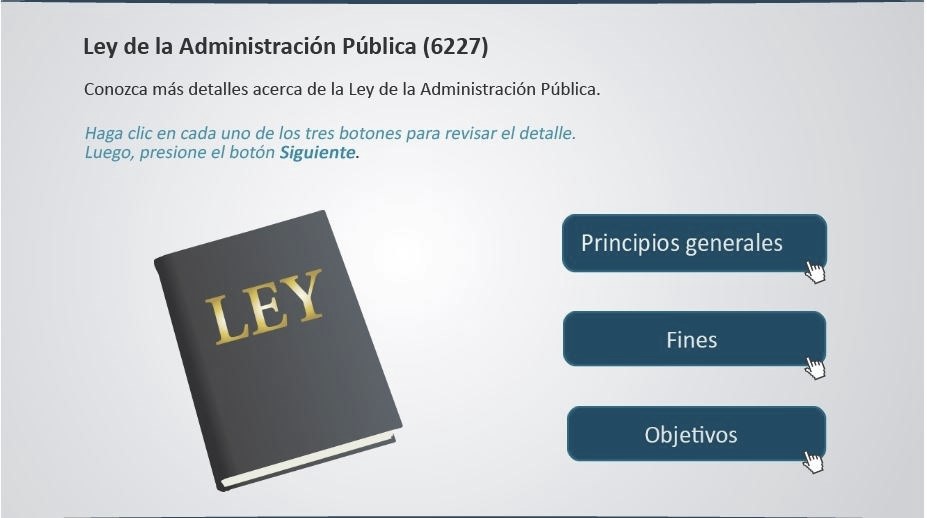 Ley de la Administración Pública (6227)
Conozca más detalles acerca de la Ley de la Administración Pública.
Haga clic en cada uno de los tres botones para revisar el detalle.
Luego, presione el botón Siguiente.
LEY
Principios generales
Fines
Objetivos